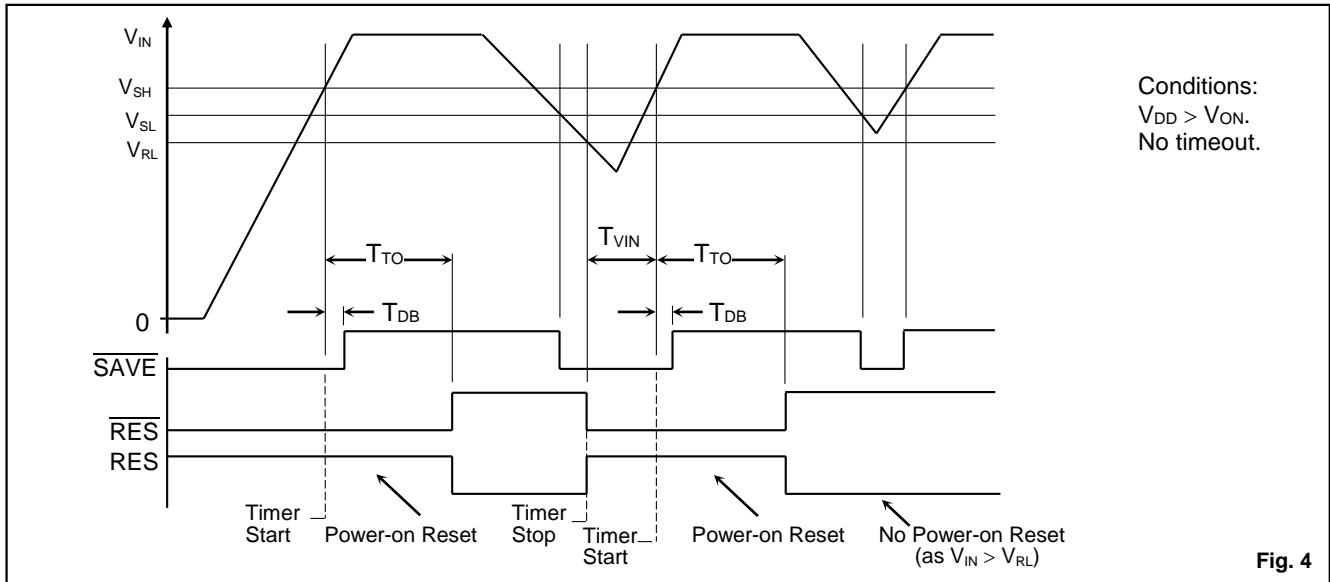 VIN
VSH
VSL
VRL
0
Conditions:
VDD > VON.
No timeout.
TTO
TVIN
TTO
TDB
TDB
SAVE
RES
RES
Timer
Start
Power-on Reset
Timer
Stop
Timer
Start
Power-on Reset
No Power-on Reset
(as VIN > VRL)
Fig. 4